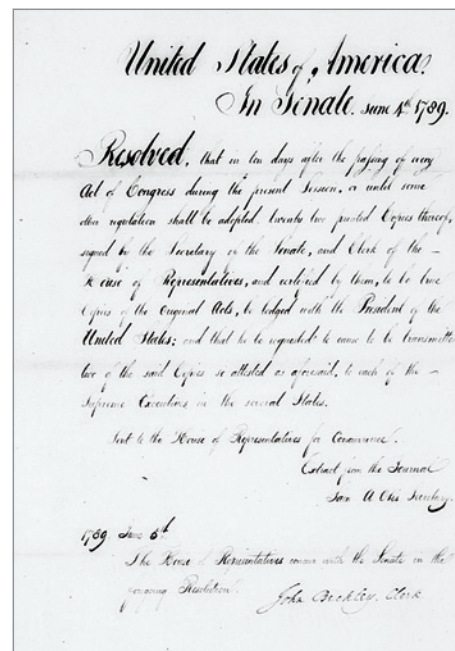 United States of America.
In Senate. June 4th 1789.
Resolved, that in ten days after the passing of every
Act of Congress during the present Session, or until some
other regulation shall be adopted. twenty two printed Copies thereof,
signed by the Secretary of the Senate, and Clerk of the –
House of Representatives, and certified by them, to be true
Copies of the original Acts, be lodged with the President of the
United States; and that he be requested to cause to be transmitted
two of the said Copies so attested as aforesaid, to each of the –
Supreme Executives in the several States.
Sent to the House of Representatives for Concurrence.
Extract from the Journal
Sam A. Otis Secretary.
1789. June 5th.
The House of Representatives concur with the Senate in the
foregoing Resolution.
John Beckley, Clerk